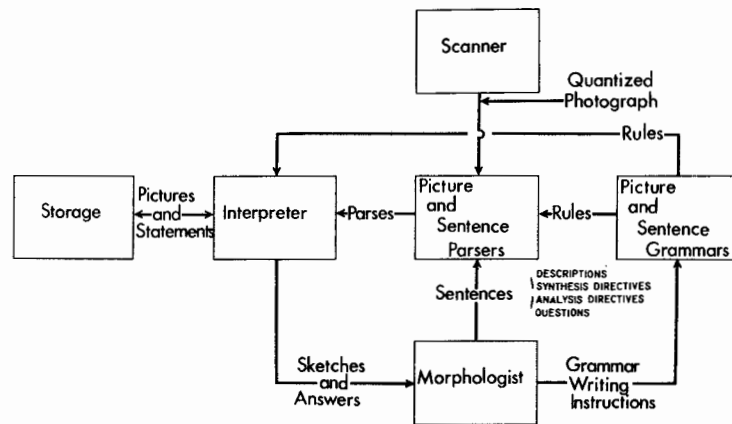 Scanner
Quantized
Photograph
Rules
Storage
Pictures
and
Statements
Interpreter
Parses
Picture
and
Sentence
Parsers
Rules
Picture
and
Sentence
Grammars
Sentences
DESCRIPTIONS
SYNTHESIS DIRECTIVES
ANALYSIS DIRECTIVES
QUESTIONS
Sketches
and
Answers
Morphologist
Grammar
Writing
Instructions